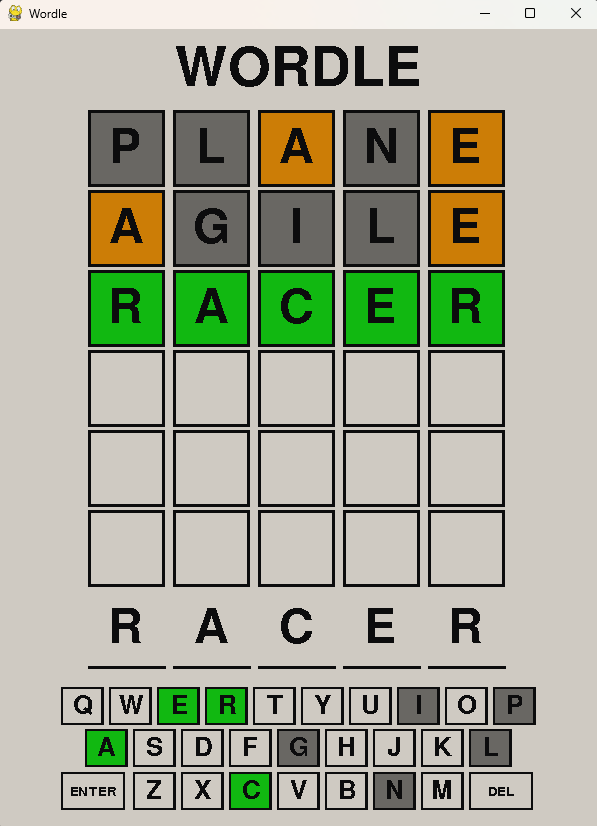 Wordle
WORDLE
P L A N E
A G I L E
R A C E R
R A C E R
Q W E R T Y U I O P
A S D F G H J K L
ENTER Z X C V B N M DEL